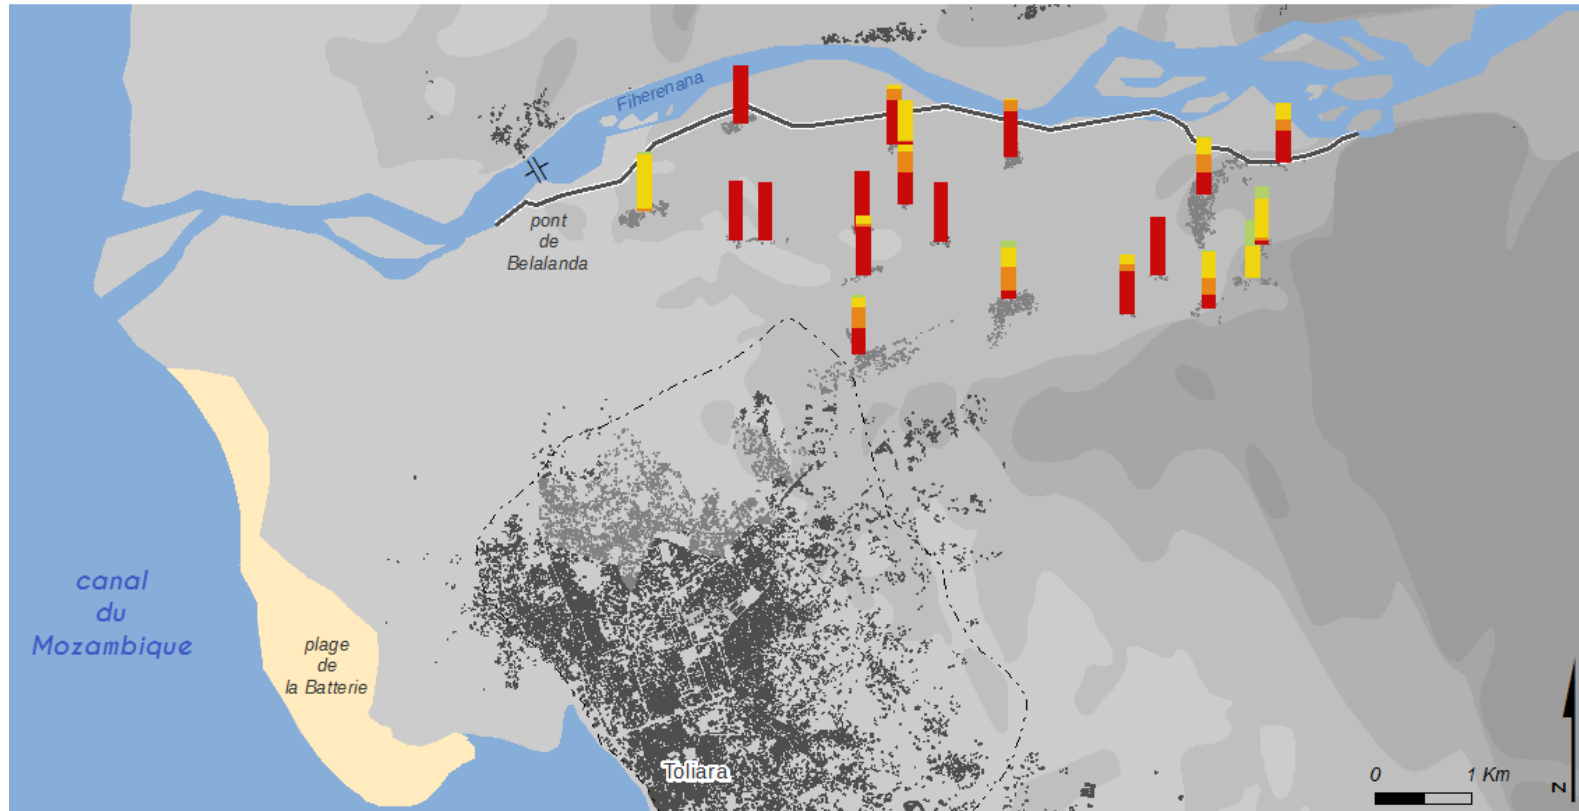 Fiherenana
pont
de
Belalanda
canal
du
Mozambique
plage
de
la Batterie
Toliara
0 1 Km
N